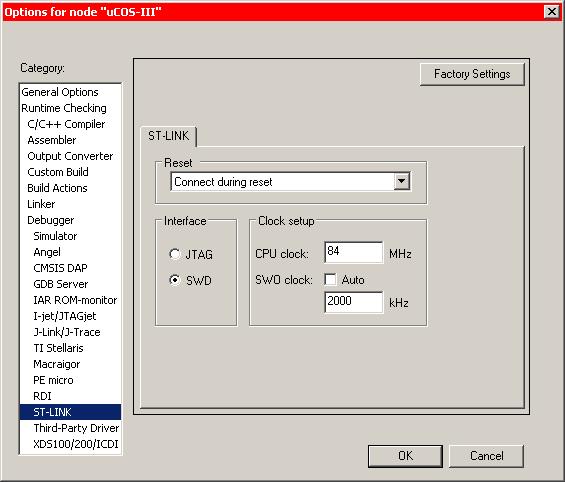 Options for node "uCOS-III"
Category:
Factory Settings
General Options
Runtime Checking
C/C++ Compiler
Assembler
Output Converter
Custom Build
Build Actions
Linker
Debugger
Simulator
Angel
CMSIS DAP
GDB Server
IAR ROM-monitor
I-jet/JTAGjet
J-Link/J-Trace
TI Stellaris
Macraigor
PE micro
RDI
ST-LINK
Third-Party Driver
XDS100/200/ICDI
ST-LINK
Reset
Connect during reset
Interface
JTAG
SWD
Clock setup
CPU clock: 84 MHz
SWO clock: Auto
2000 kHz
OK
Cancel